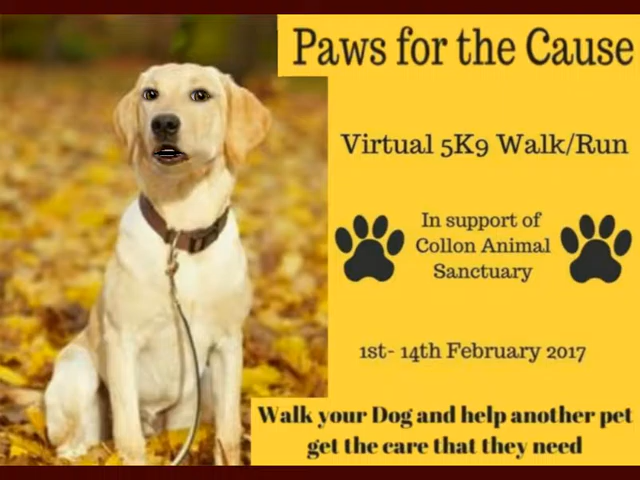 Paws for the Cause
Virtual 5K9 Walk/Run
In support of
Collon Animal
Sanctuary
1st- 14th February 2017
Walk your Dog and help another pet
get the care that they need